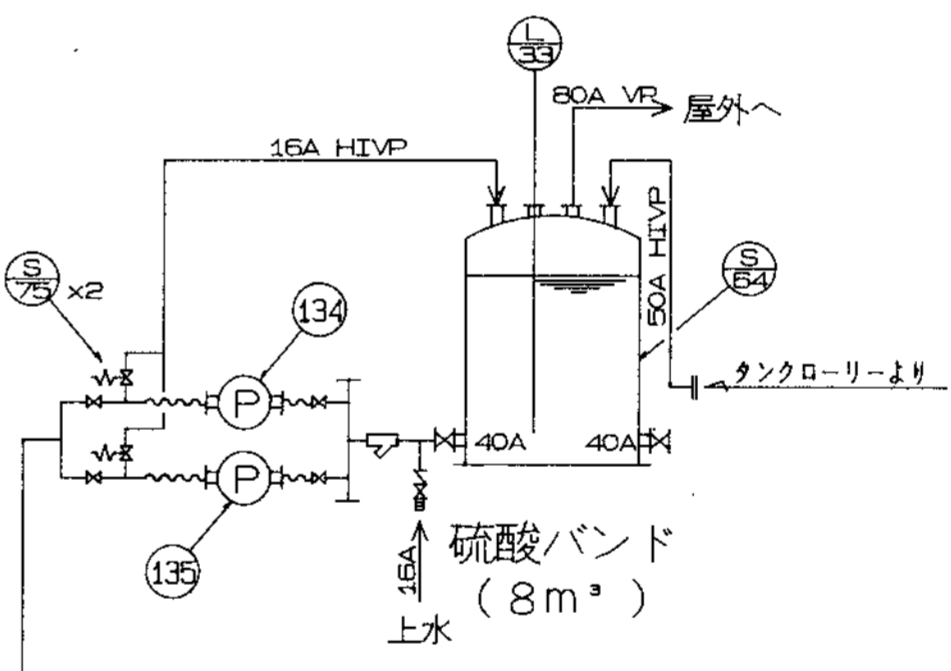 L
33
80A VP
屋外へ
16A HIVP
50A HIVP
S
75 ×2
134
S
64
タンクローリーより
P
40A
40A
P
135
16A
上水
硫酸バンド
(8m³)